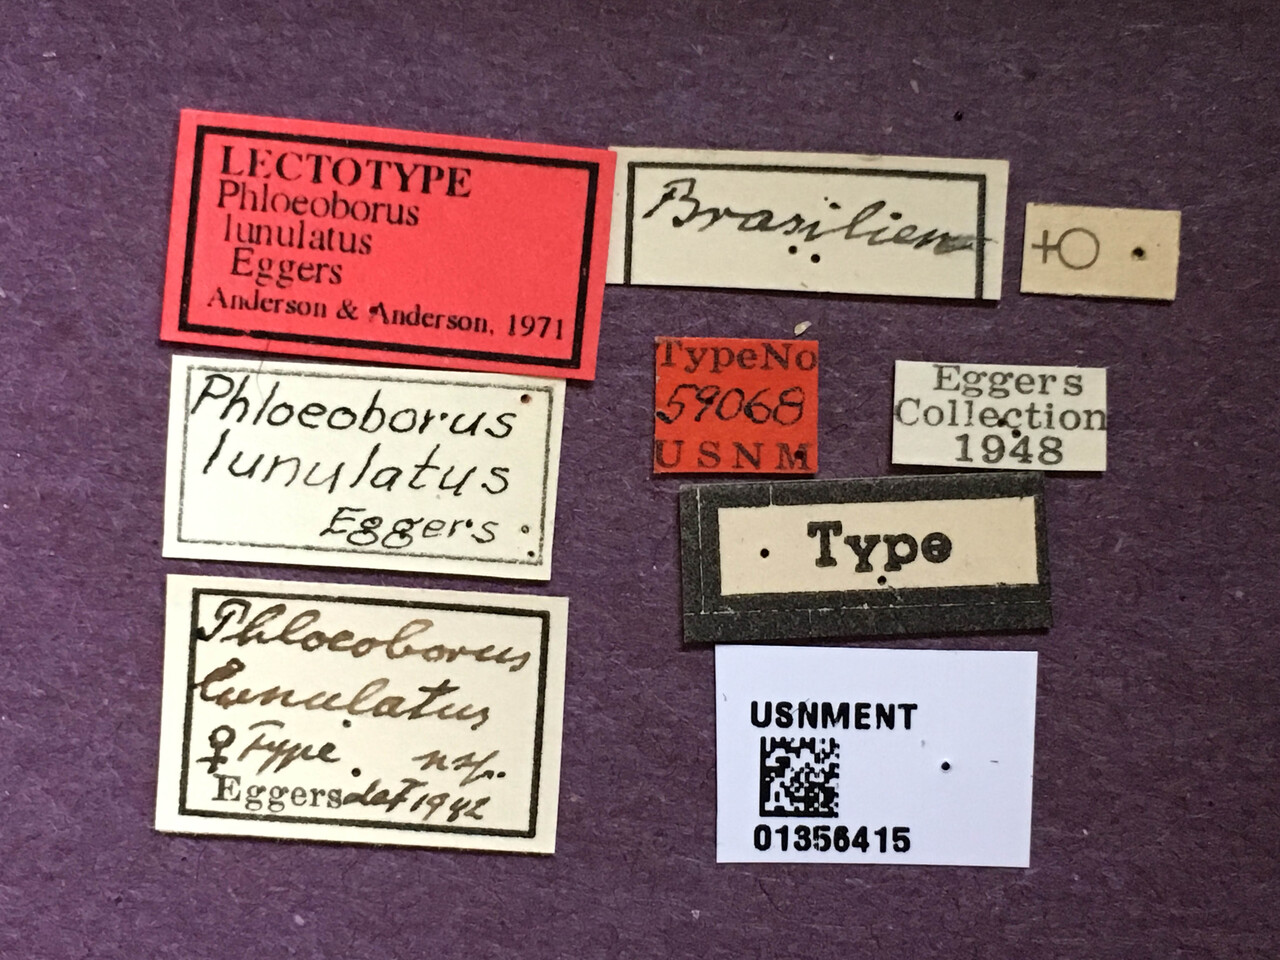 LECTOTYPE
Phloeoborus
lunulatus
Eggers
Anderson & Anderson, 1971
Brasilien
♀
TypeNo
59068
USNM
Eggers
Collection
1948
Phloeoborus
lunulatus
Eggers
Type
Phloeoborus
lunulatus
♀ Type n.sp.
Eggers det 1942
USNMENT
01356415